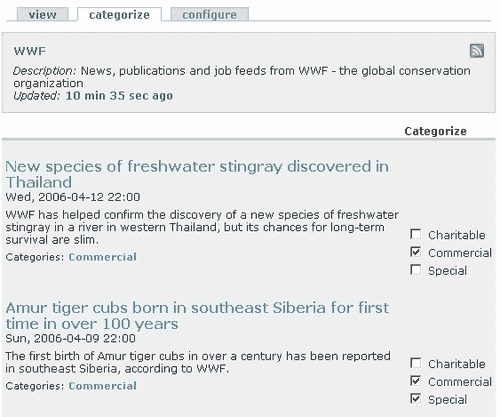 view categorize configure
WWF
Description: News, publications and job feeds from WWF - the global conservation
organization
Updated: 10 min 35 sec ago
Categorize
New species of freshwater stingray discovered in
Thailand
Wed, 2006-04-12 22:00
WWF has helped confirm the discovery of a new species of freshwater
stingray in a river in western Thailand, but its chances for long-term
survival are slim.
Categories: Commercial
Charitable
Commercial
Special
Amur tiger cubs born in southeast Siberia for first
time in over 100 years
Sun, 2006-04-09 22:00
The first birth of Amur tiger cubs in over a century has been reported
in southeast Siberia, according to WWF.
Categories: Commercial
Charitable
Commercial
Special